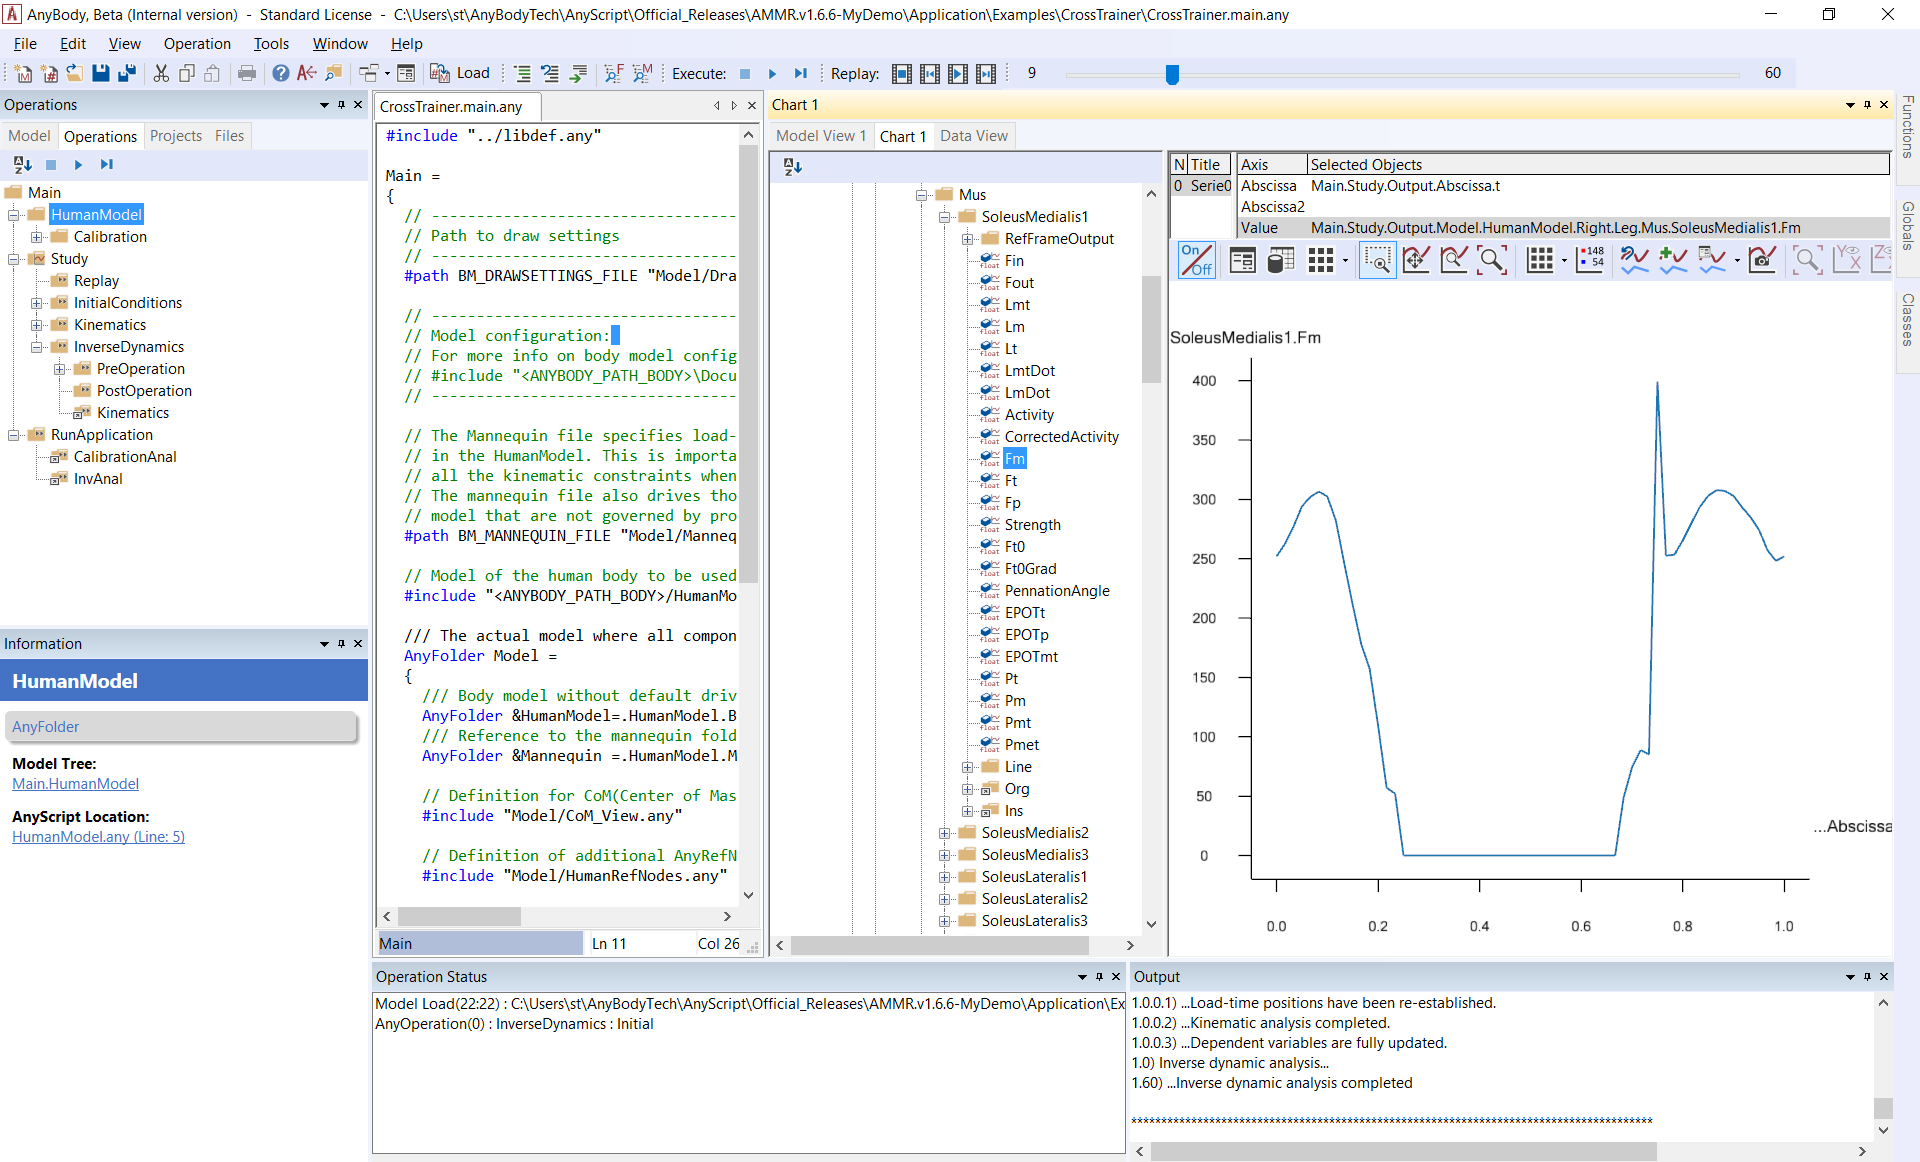 AnyBody, Beta (Internal version) - Standard License - C:\Users\st\AnyBodyTech\AnyScript\Official_Releases\AMMR.v1.6.6-MyDemo\Application\Examples\CrossTrainer\CrossTrainer.main.any
File Edit View Operation Tools Window Help
Load Execute: Replay: 9 60
Operations
Model Operations Projects Files
Main
HumanModel
Calibration
Study
Replay
InitialConditions
Kinematics
InverseDynamics
PreOperation
PostOperation
Kinematics
RunApplication
CalibrationAnal
InvAnal
Information
HumanModel
AnyFolder
Model Tree:
Main.HumanModel
AnyScript Location:
HumanModel.any (Line: 5)
CrossTrainer.main.any
#include "../libdef.any"
Main =
{
// ----------------------------------
// Path to draw settings
// ----------------------------------
#path BM_DRAWSETTINGS_FILE "Model/Dra
// ----------------------------------
// Model configuration:
// For more info on body model config
// #include "<ANYBODY_PATH_BODY>\Docu
// ----------------------------------
// The Mannequin file specifies load-
// in the HumanModel. This is importa
// all the kinematic constraints when
// The mannequin file also drives tho
// model that are not governed by pro
#path BM_MANNEQUIN_FILE "Model/Manneq
// Model of the human body to be used
#include "<ANYBODY_PATH_BODY>/HumanMo
/// The actual model where all compon
AnyFolder Model =
{
/// Body model without default driv
AnyFolder &HumanModel=.HumanModel.B
/// Reference to the mannequin fold
AnyFolder &Mannequin =.HumanModel.M
// Definition for CoM(Center of Mas
#include "Model/CoM_View.any"
// Definition of additional AnyRefN
#include "Model/HumanRefNodes.any"
Main Ln 11 Col 26
Chart 1
Model View 1 Chart 1 Data View
Mus
SoleusMedialis1
RefFrameOutput
Fin
Fout
Lmt
Lm
Lt
LmtDot
LmDot
Activity
CorrectedActivity
Fm
Ft
Fp
Strength
Ft0
Ft0Grad
PennationAngle
EPOTt
EPOTp
EPOTmt
Pt
Pm
Pmt
Pmet
Line
Org
Ins
SoleusMedialis2
SoleusMedialis3
SoleusLateralis1
SoleusLateralis2
SoleusLateralis3
N Title Axis Selected Objects
0 Serie0 Abscissa Main.Study.Output.Abscissa.t
Abscissa2
Value Main.Study.Output.Model.HumanModel.Right.Leg.Mus.SoleusMedialis1.Fm
On/Off
148
54
SoleusMedialis1.Fm
400
350
300
250
200
150
100
50
0
...Abscissa
0.0 0.2 0.4 0.6 0.8 1.0
Functions
Globals
Classes
Operation Status
Model Load(22:22) : C:\Users\st\AnyBodyTech\AnyScript\Official_Releases\AMMR.v1.6.6-MyDemo\Application\Ex
AnyOperation(0) : InverseDynamics : Initial
Output
1.0.0.1) ...Load-time positions have been re-established.
1.0.0.2) ...Kinematic analysis completed.
1.0.0.3) ...Dependent variables are fully updated.
1.0) Inverse dynamic analysis...
1.60) ...Inverse dynamic analysis completed